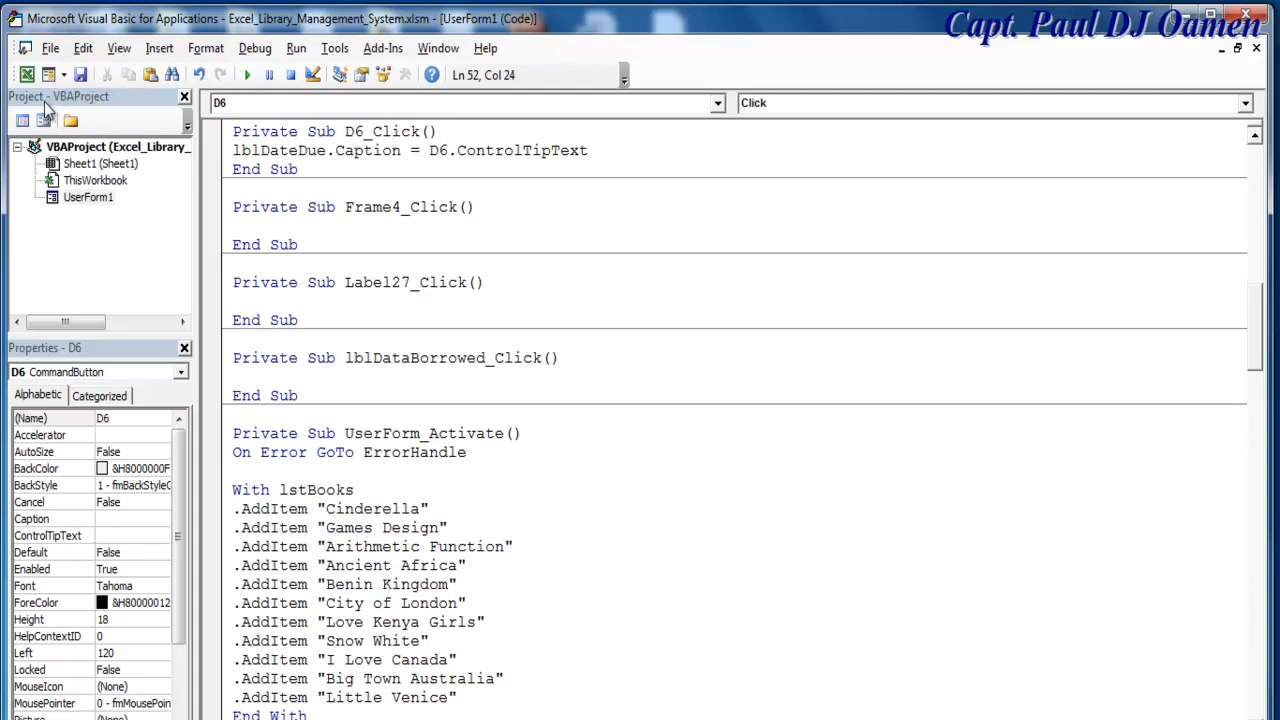 Microsoft Visual Basic for Applications - Excel_Library_Management_System.xlsm - [UserForm1 (Code)]
Capt. Paul DJ Oamen
File Edit View Insert Format Debug Run Tools Add-Ins Window Help
Ln 52, Col 24
Project - VBAProject
D6
Click
VBAProject (Excel_Library_
Sheet1 (Sheet1)
ThisWorkbook
UserForm1
Private Sub D6_Click()
lblDateDue.Caption = D6.ControlTipText
End Sub
Private Sub Frame4_Click()
End Sub
Private Sub Label27_Click()
End Sub
Private Sub lblDataBorrowed_Click()
End Sub
Private Sub UserForm_Activate()
On Error GoTo ErrorHandle
With lstBooks
.AddItem "Cinderella"
.AddItem "Games Design"
.AddItem "Arithmetic Function"
.AddItem "Ancient Africa"
.AddItem "Benin Kingdom"
.AddItem "City of London"
.AddItem "Love Kenya Girls"
.AddItem "Snow White"
.AddItem "I Love Canada"
.AddItem "Big Town Australia"
.AddItem "Little Venice"
End With
Properties - D6
D6 CommandButton
Alphabetic Categorized
(Name) D6
Accelerator
AutoSize False
BackColor &H8000000F
BackStyle 1 - fmBackStyleO
Cancel False
Caption
ControlTipText
Default False
Enabled True
Font Tahoma
ForeColor &H80000012
Height 18
HelpContextID 0
Left 120
Locked False
MouseIcon (None)
MousePointer 0 - fmMousePoin
Picture (None)